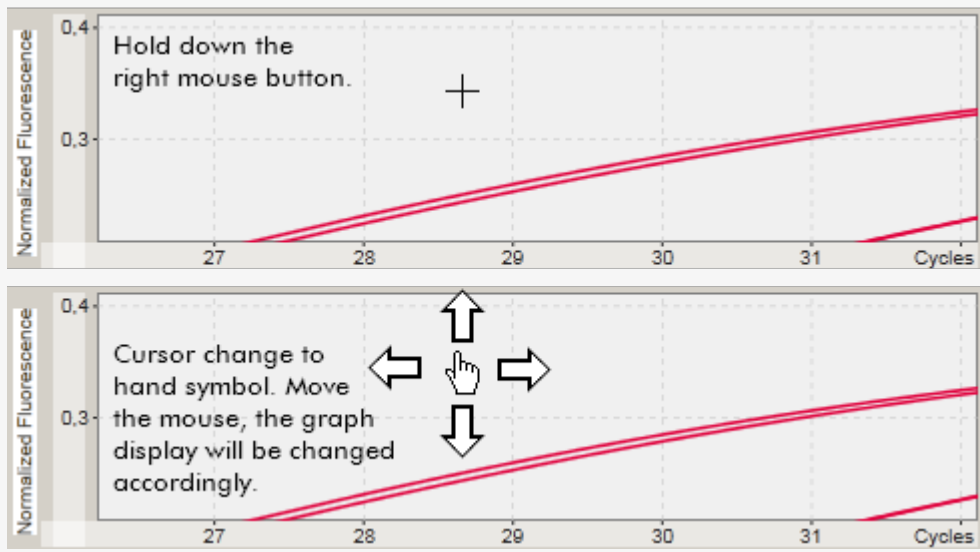 Normalized Fluorescence
0,4
0,3
Hold down the
right mouse button.
27
28
29
30
31
Cycles
Normalized Fluorescence
0,4
0,3
Cursor change to
hand symbol. Move
the mouse, the graph
display will be changed
accordingly.
27
28
29
30
31
Cycles